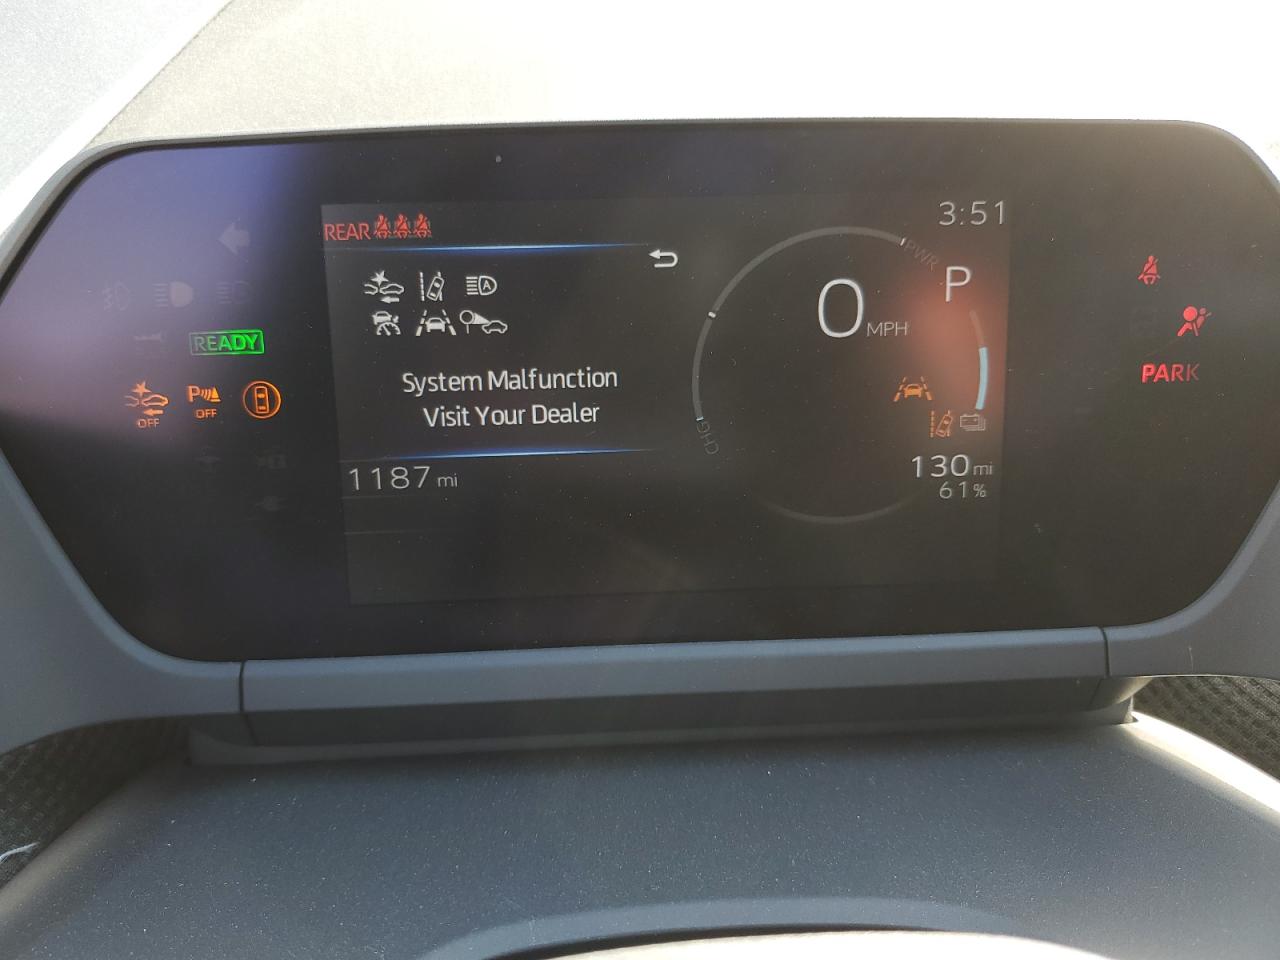 REAR
3:51
PWR
P
A
0 MPH
READY
System Malfunction
Visit Your Dealer
PARK
OFF
P OFF
CHG
1187 mi
130 mi
61%